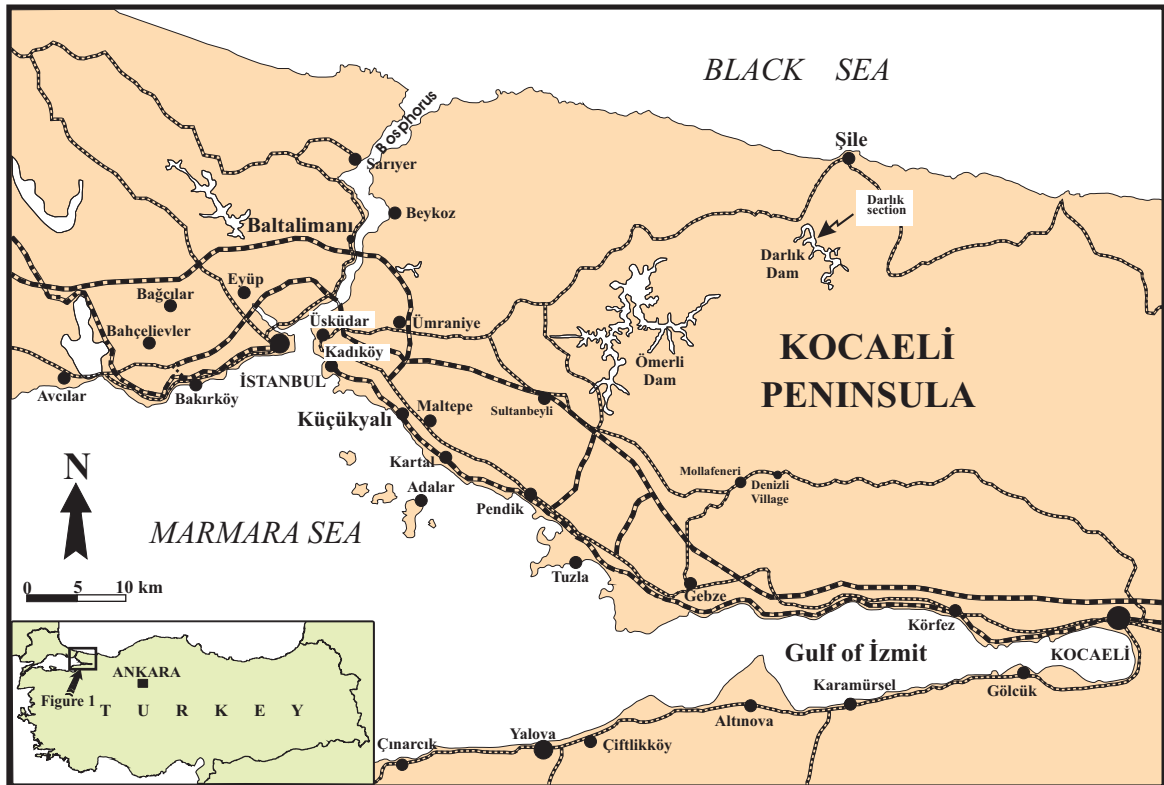 BLACK SEA
Bosphorus
Şile
Sarıyer
Darlık
section
Beykoz
Baltalimanı
Darlık
Dam
Eyüp
Bağcılar
Üsküdar
Ümraniye
Bahçelievler
KOCAELİ
PENINSULA
Kadıköy
Ömerli
Dam
İSTANBUL
Avcılar
Bakırköy
Sultanbeyli
Maltepe
Küçükyalı
Kartal
Mollafeneri
Denizli
Village
N
Adalar
Pendik
MARMARA SEA
Tuzla
0 5 10 km
Gebze
Körfez
Gulf of İzmit
KOCAELİ
ANKARA
Figure 1
TURKEY
Karamürsel
Gölcük
Altınova
Yalova
Çiftlikköy
Çınarcık